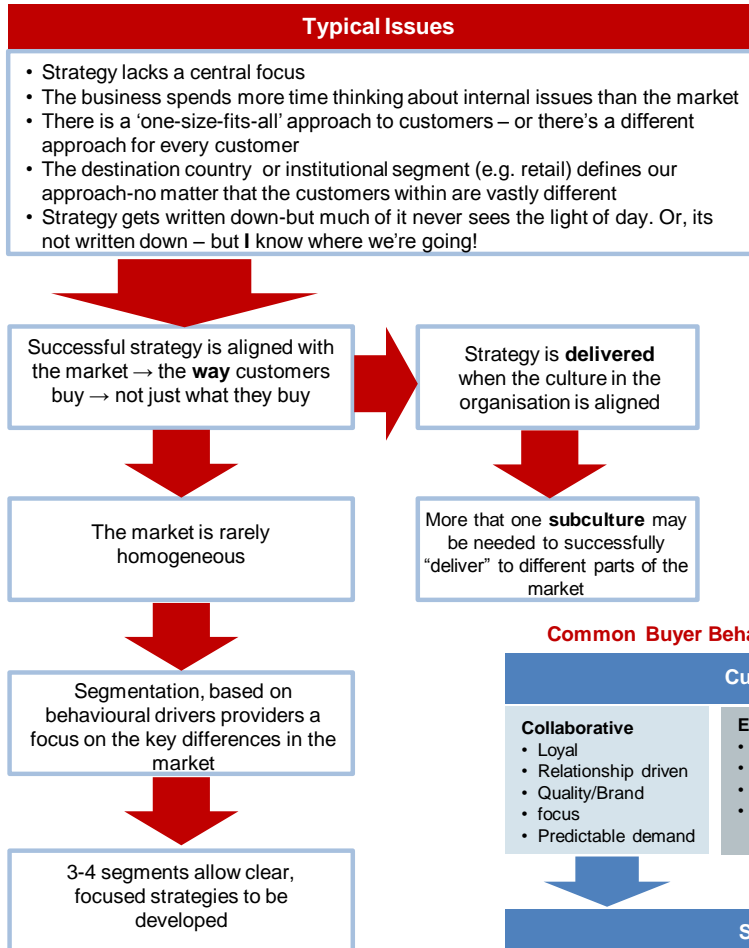 Typical Issues
• Strategy lacks a central focus
• The business spends more time thinking about internal issues than the market
• There is a ‘one-size-fits-all’ approach to customers – or there’s a different
approach for every customer
• The destination country or institutional segment (e.g. retail) defines our
approach-no matter that the customers within are vastly different
• Strategy gets written down-but much of it never sees the light of day. Or, its
not written down – but I know where we’re going!
Successful strategy is aligned with
the market → the way customers
buy → not just what they buy
Strategy is delivered
when the culture in the
organisation is aligned
The market is rarely
homogeneous
More that one subculture may
be needed to successfully
“deliver” to different parts of the
market
Segmentation, based on
behavioural drivers providers a
focus on the key differences in the
market
3-4 segments allow clear,
focused strategies to be
developed
Common Buyer Beha
Cu
Collaborative
• Loyal
• Relationship driven
• Quality/Brand
• focus
• Predictable demand
E
•
•
•
•
S